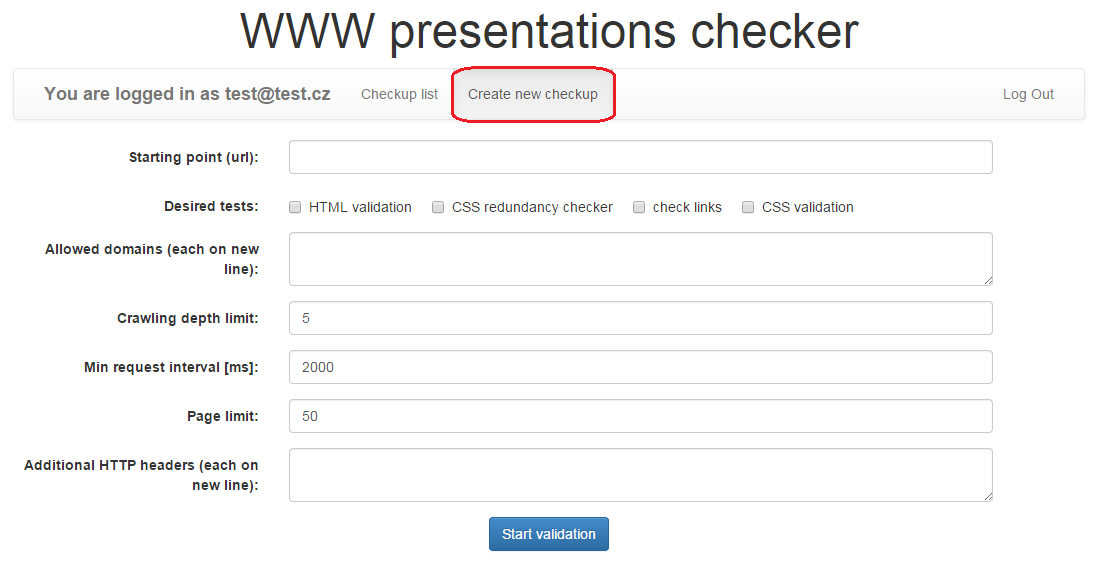 WWW presentations checker
You are logged in as test@test.cz Checkup list Create new checkup Log Out
Starting point (url):
Desired tests: HTML validation CSS redundancy checker check links CSS validation
Allowed domains (each on new
line):
Crawling depth limit: 5
Min request interval [ms]: 2000
Page limit: 50
Additional HTTP headers (each on
new line):
Start validation